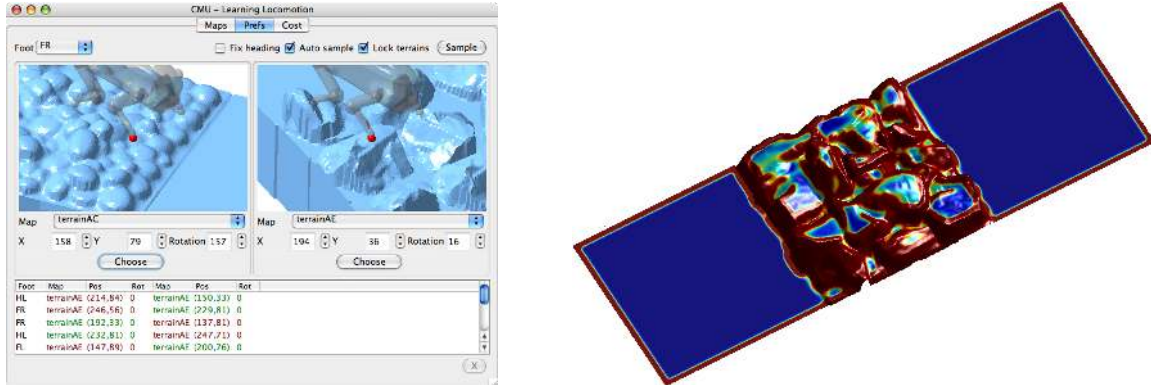 CMU – Learning Locomotion
Maps Prefs Cost
Foot FR Fix heading Auto sample Lock terrains Sample
Map terrainAC Map terrainAE
X 158 Y 79 Rotation 157 X 194 Y 36 Rotation 16
Choose Choose
Foot Map Pos Rot Map Pos Rot
HL terrainAE (214,84) 0 terrainAE (150,33) 0
FR terrainAE (246,56) 0 terrainAE (229,81) 0
FR terrainAE (192,33) 0 terrainAE (137,81) 0
HL terrainAE (232,81) 0 terrainAE (247,71) 0
FL terrainAE (147,89) 0 terrainAE (200,76) 0
X